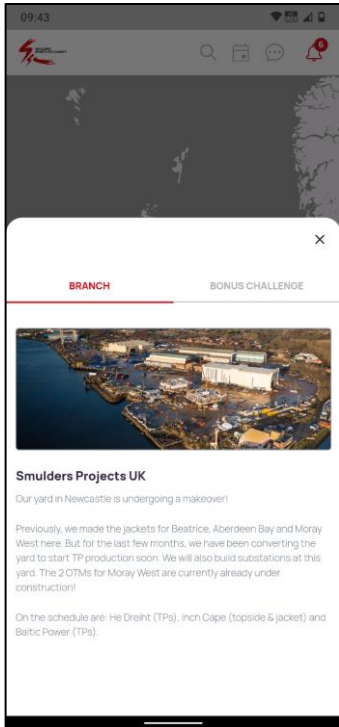 09:43
6
BRANCH
BONUS CHALLENGE
Smulders Projects UK
Our yard in Newcastle is undergoing a makeover!
Previously, we made the jackets for Beatrice, Aberdeen Bay and Moray
West here. But for the last few months, we have been converting the
yard to start TP production soon. We will also build substations at this
yard. The 2 OTMs for Moray West are currently already under
construction!
On the schedule are: He Dreiht (TPs), Inch Cape (topside & jacket) and
Baltic Power (TPs).